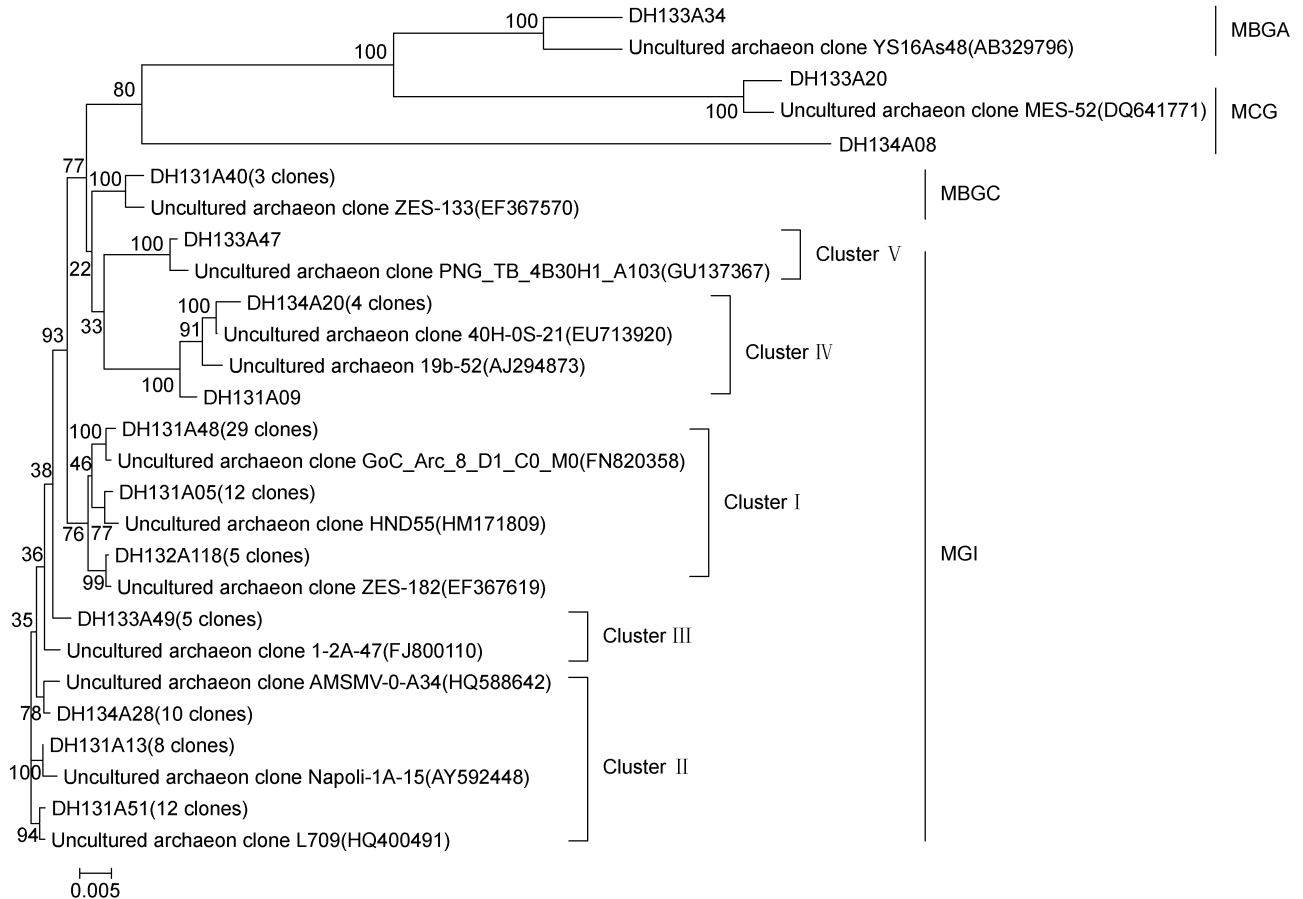 100
DH133A34
MBGA
100
Uncultured archaeon clone YS16As48(AB329796)
80
DH133A20
100
Uncultured archaeon clone MES-52(DQ641771)
MCG
DH134A08
77
100
DH131A40(3 clones)
MBGC
Uncultured archaeon clone ZES-133(EF367570)
100
DH133A47
Cluster Ⅴ
22
Uncultured archaeon clone PNG_TB_4B30H1_A103(GU137367)
100
DH134A20(4 clones)
33
91
Uncultured archaeon clone 40H-0S-21(EU713920)
93
Cluster Ⅳ
Uncultured archaeon 19b-52(AJ294873)
100
DH131A09
100
DH131A48(29 clones)
38
46
Uncultured archaeon clone GoC_Arc_8_D1_C0_M0(FN820358)
DH131A05(12 clones)
Cluster Ⅰ
76
77
Uncultured archaeon clone HND55(HM171809)
36
DH132A118(5 clones)
MGI
99
Uncultured archaeon clone ZES-182(EF367619)
35
DH133A49(5 clones)
Cluster Ⅲ
Uncultured archaeon clone 1-2A-47(FJ800110)
Uncultured archaeon clone AMSMV-0-A34(HQ588642)
78
DH134A28(10 clones)
DH131A13(8 clones)
Cluster Ⅱ
100
Uncultured archaeon clone Napoli-1A-15(AY592448)
DH131A51(12 clones)
94
Uncultured archaeon clone L709(HQ400491)
0.005